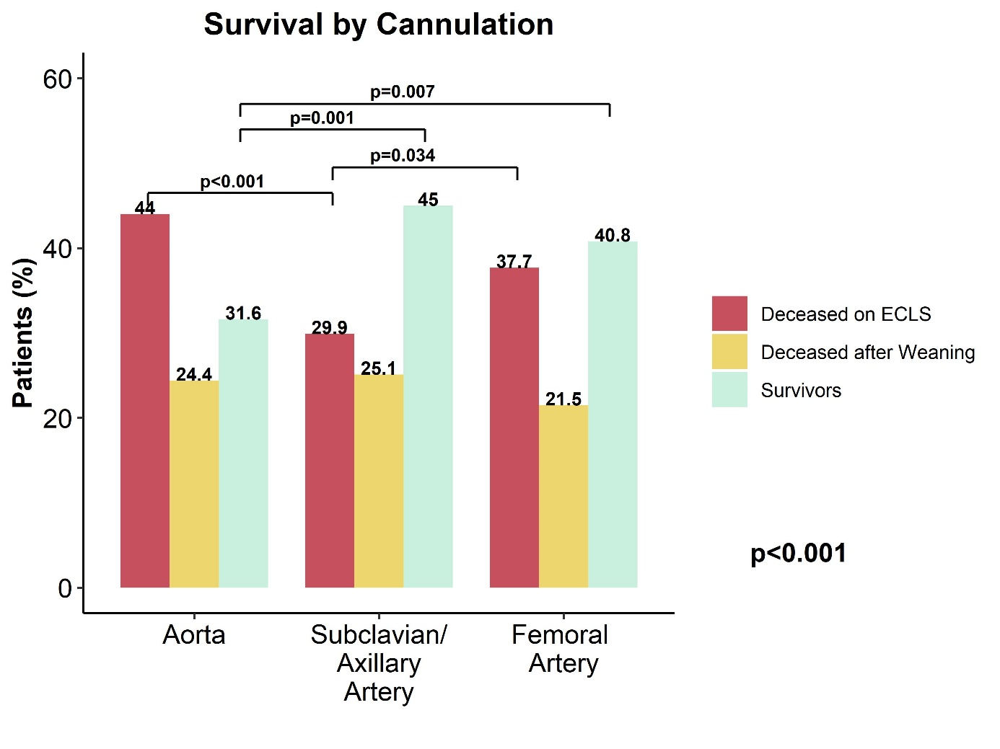 Survival by Cannulation
Patients (%)
60
40
20
0
p=0.007
p=0.001
p=0.034
p<0.001
44
24.4
31.6
29.9
25.1
45
37.7
21.5
40.8
Aorta
Subclavian/
Axillary
Artery
Femoral
Artery
Deceased on ECLS
Deceased after Weaning
Survivors
p<0.001